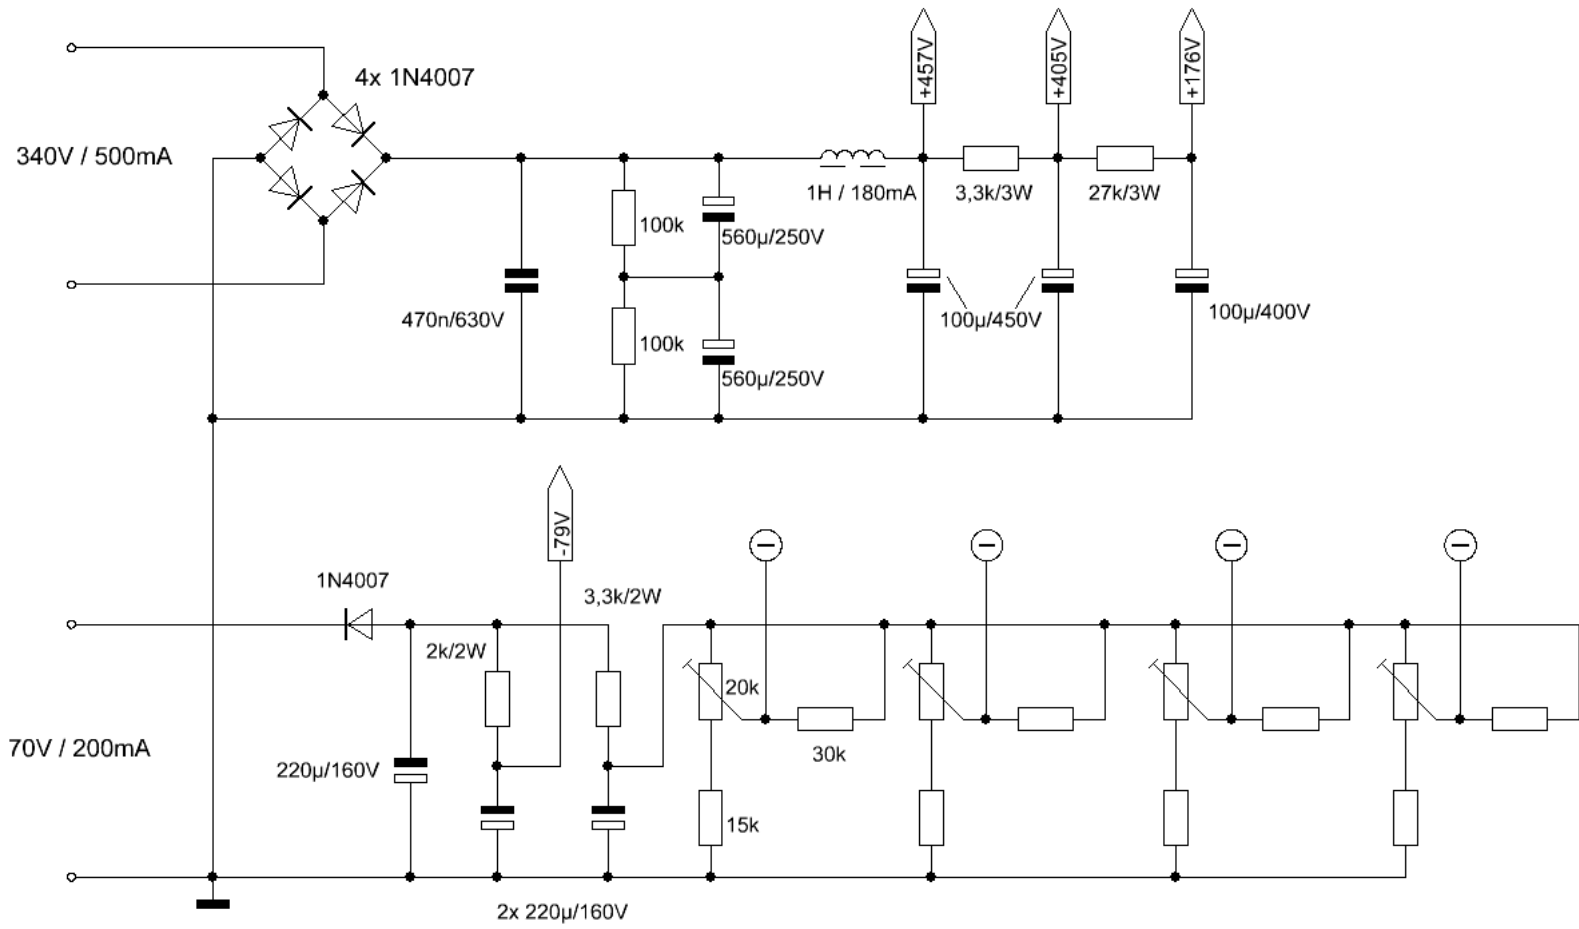 +457V
+405V
+176V
4x 1N4007
340V / 500mA
1H / 180mA
3,3k/3W
27k/3W
100k
560µ/250V
470n/630V
100µ/450V
100µ/400V
100k
560µ/250V
-79V
1N4007
3,3k/2W
2k/2W
20k
70V / 200mA
30k
220µ/160V
15k
2x 220µ/160V